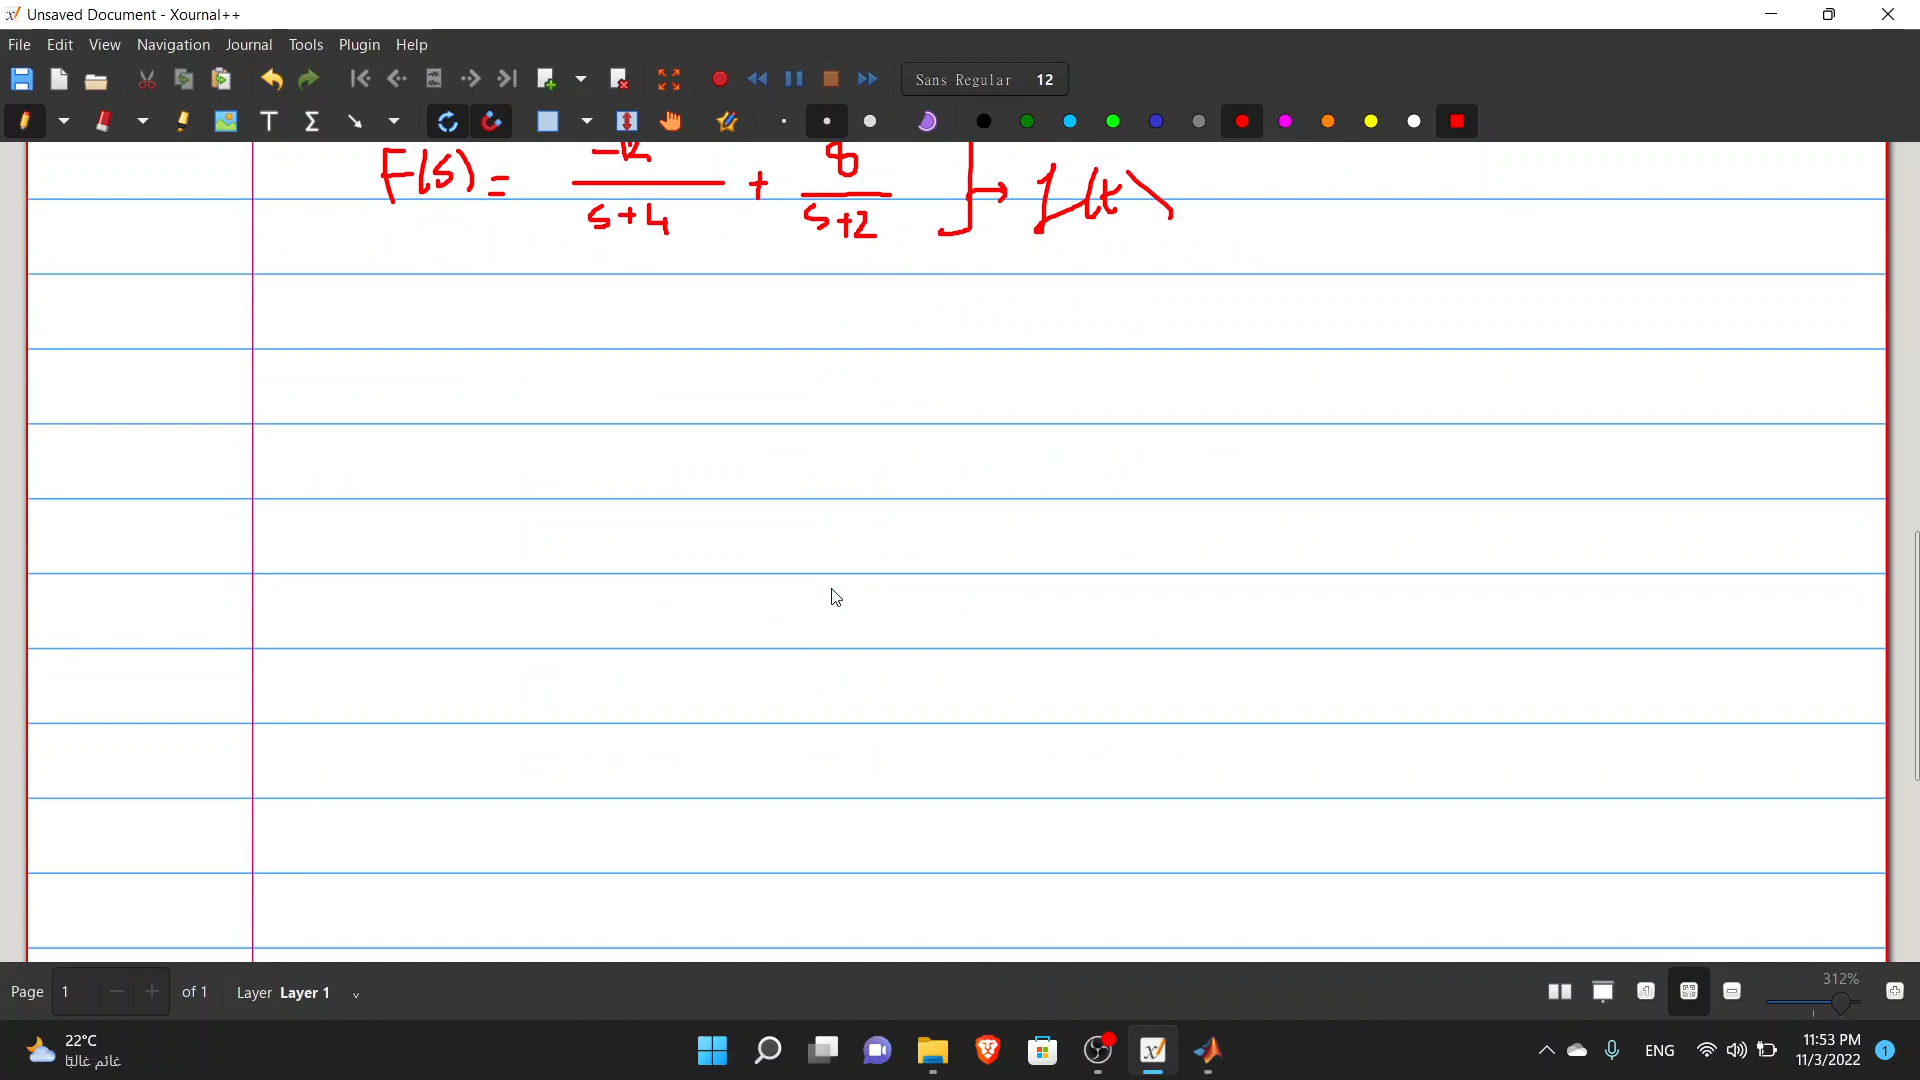 Unsaved Document - Xournal++
File Edit View Navigation Journal Tools Plugin Help
Sans Regular 12
F(s) = -12/s+4 + 8/s+2 ] → f(t)
Page 1 of 1 Layer Layer 1
312%
22°C
غائم غالبًا
ENG
11:53 PM
11/3/2022
1